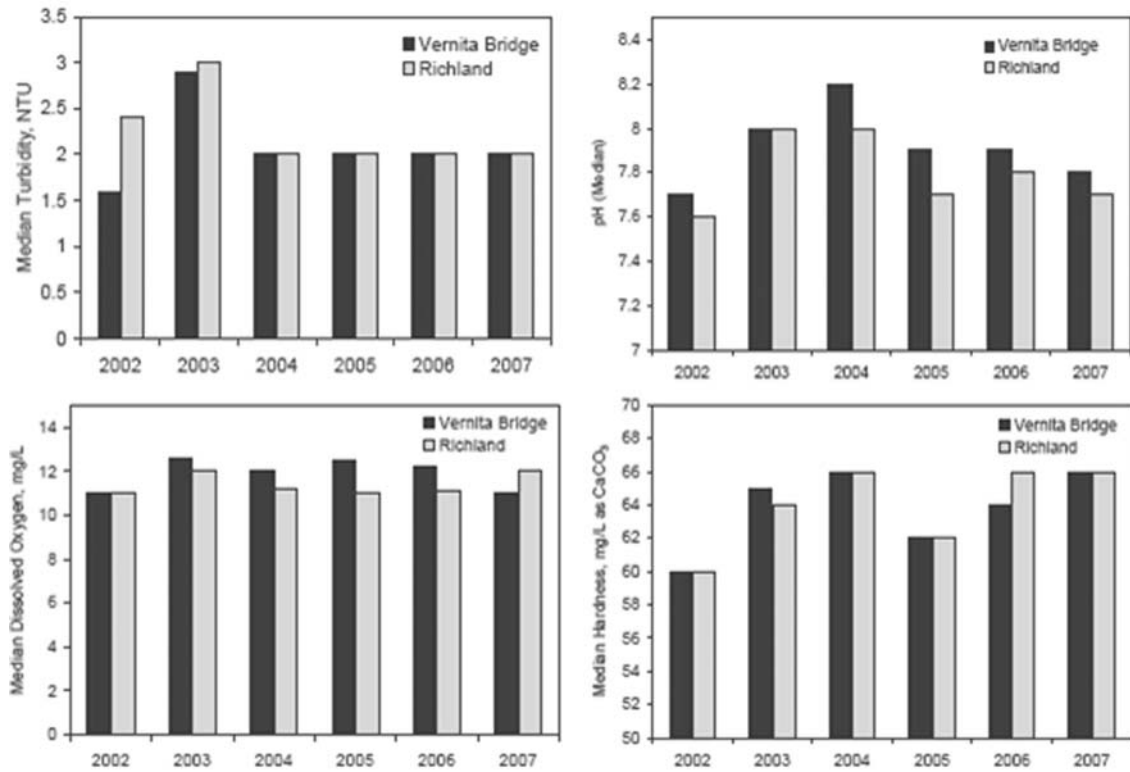 Median Turbidity, NTU
3.5
3
2.5
2
1.5
1
0.5
0
Vernita Bridge
Richland
2002 2003 2004 2005 2006 2007
pH (Median)
8.4
8.2
8
7.8
7.6
7.4
7.2
7
Vernita Bridge
Richland
2002 2003 2004 2005 2006 2007
Median Dissolved Oxygen, mg/L
14
12
10
8
6
4
2
0
Vernita Bridge
Richland
2002 2003 2004 2005 2006 2007
Median Hardness, mg/L as CaCO₃
70
68
66
64
62
60
58
56
54
52
50
Vernita Bridge
Richland
2002 2003 2004 2005 2006 2007